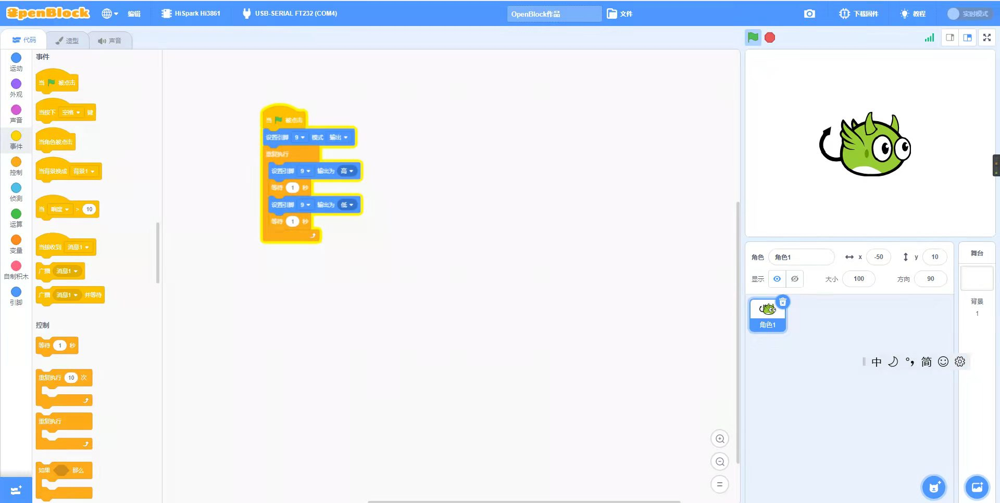 OpenBlock
编辑
HiSpark Hi3861
USB-SERIAL FT232 (COM4)
OpenBlock作品
文件
下载固件
教程
实时模式
代码
造型
声音
运动
外观
声音
事件
控制
侦测
运算
变量
自制积木
引脚
事件
当 被点击
当按下 空格 键
当角色被点击
当背景换成 背景1
当 响度 > 10
当接收到 消息1
广播 消息1
广播 消息1 并等待
控制
等待 1 秒
重复执行 10 次
重复执行
如果 那么
当 被点击
设置引脚 9 模式 输出
重复执行
设置引脚 9 输出为 高
等待 1 秒
设置引脚 9 输出为 低
等待 1 秒
角色 角色1 x -50 y 10
显示 大小 100 方向 90
角色1
舞台
背景
1
中 °, 简